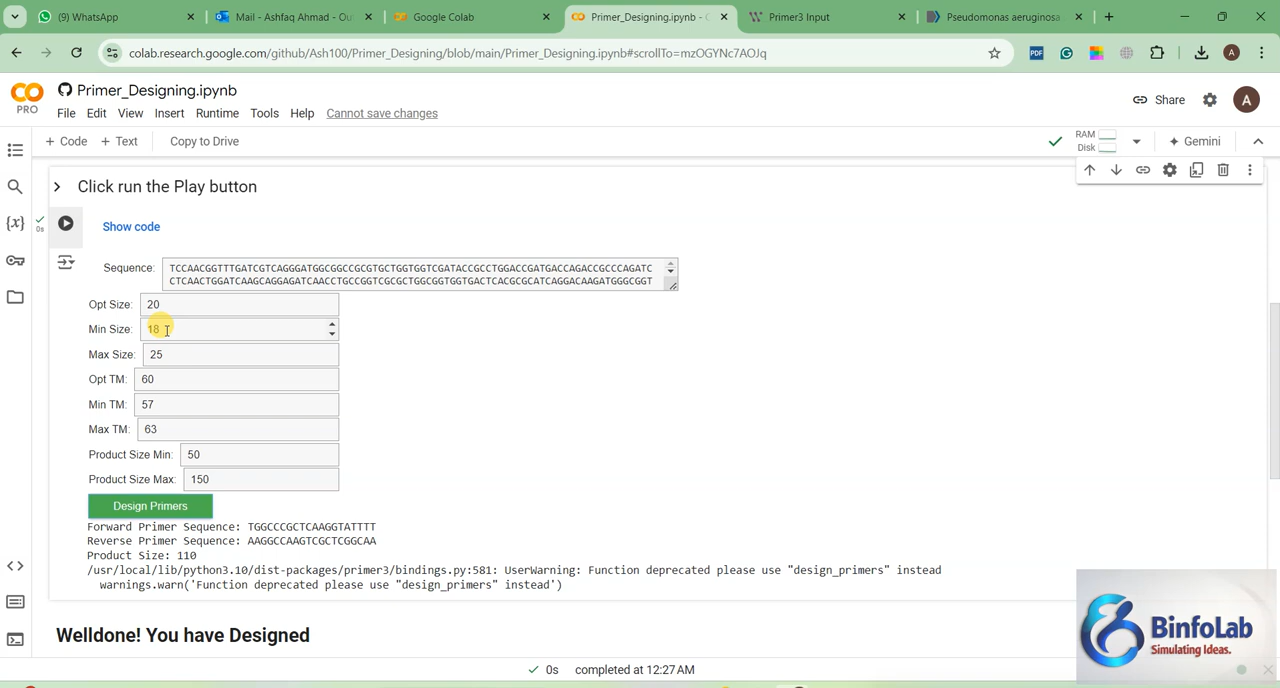 (9) WhatsApp
Mail - Ashfaq Ahmad - Ou
Google Colab
Primer_Designing.ipynb - C
Primer3 Input
Pseudomonas aeruginosa
colab.research.google.com/github/Ash100/Primer_Designing/blob/main/Primer_Designing.ipynb#scrollTo=mzOGYNc7AOJq
PDF
A
CO
PRO
Primer_Designing.ipynb
File Edit View Insert Runtime Tools Help Cannot save changes
Share
A
+ Code + Text Copy to Drive
RAM
Disk
Gemini
Click run the Play button
{x}
0s
Show code
Sequence: TCCAACGGTTTGATCGTCAGGGATGGCGGCCGCGTGCTGGTGGTCGATACCGCCTGGACCGATGACCAGACCGCCCAGATC
CTCAACTGGATCAAGCAGGAGATCAACCTGCCGGTCGCGCTGGCGGTGGTGACTCACGCGCATCAGGACAAGATGGGCGGT
Opt Size: 20
Min Size: 18
Max Size: 25
Opt TM: 60
Min TM: 57
Max TM: 63
Product Size Min: 50
Product Size Max: 150
Design Primers
Forward Primer Sequence: TGGCCCGCTCAAGGTATTTT
Reverse Primer Sequence: AAGGCCAAGTCGCTCGGCAA
Product Size: 110
/usr/local/lib/python3.10/dist-packages/primer3/bindings.py:581: UserWarning: Function deprecated please use "design_primers" instead
warnings.warn('Function deprecated please use "design_primers" instead')
Welldone! You have Designed
0s completed at 12:27 AM
BinfoLab
Simulating Ideas.